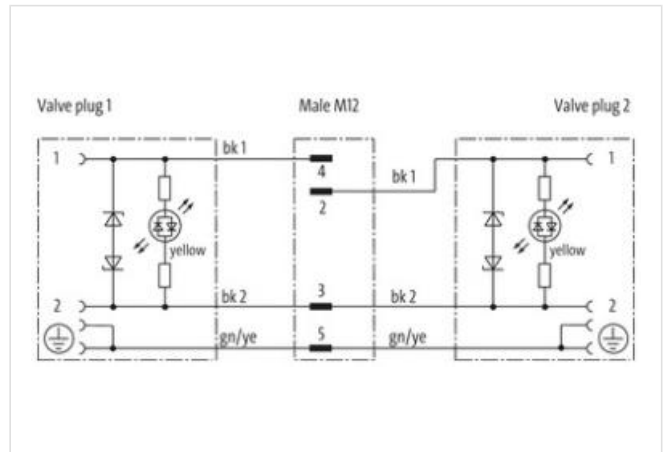 Valve plug 1 Male M12 Valve plug 2
1 bk 1 4 bk 1 1
2
yellow yellow
2 bk 2 3 bk 2 2
gn/ye 5 gn/ye